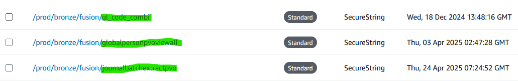 /prod/bronze/fusion/gl_code_combi Standard SecureString Wed, 18 Dec 2024 13:48:16 GMT
/prod/bronze/fusion/ Standard SecureString Thu, 03 Apr 2025 02:47:28 GMT
/prod/bronze/fusion/ Standard SecureString Thu, 24 Apr 2025 07:24:52 GMT